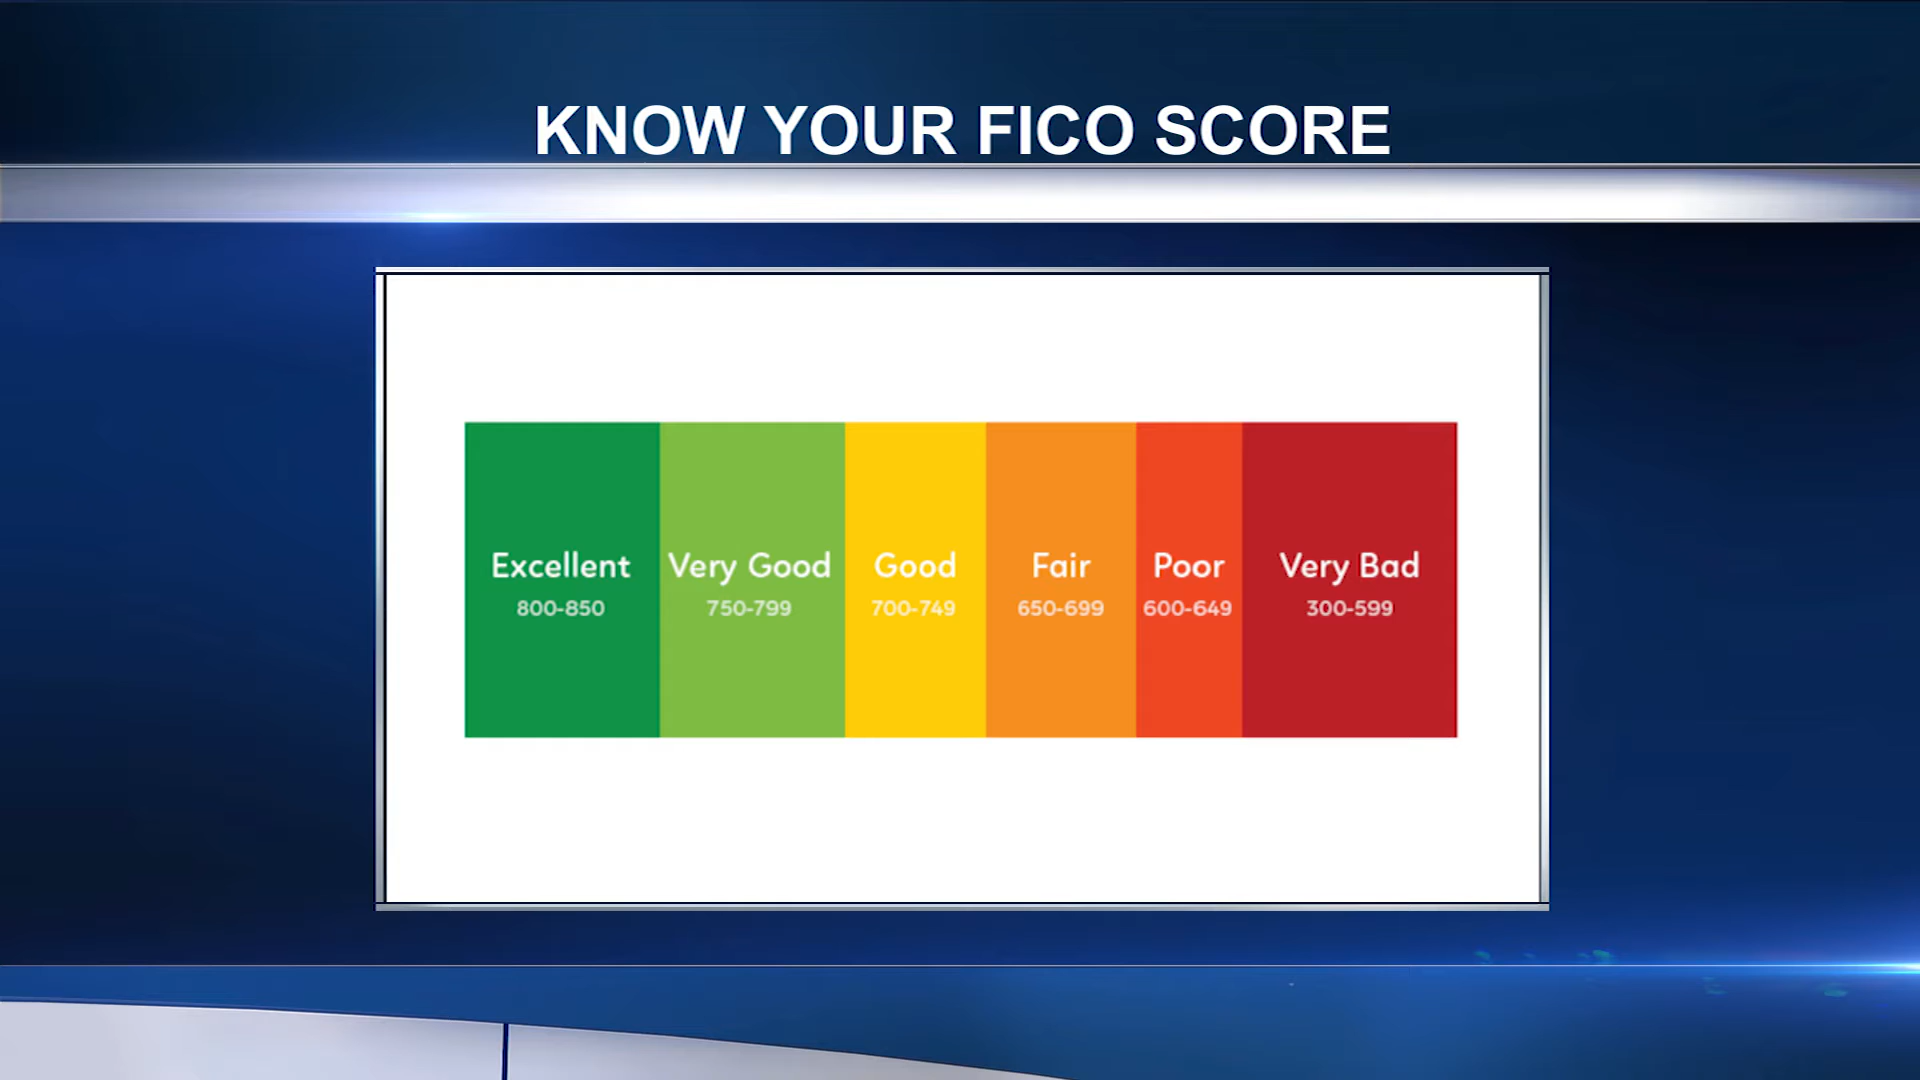 KNOW YOUR FICO SCORE
Excellent
800-850
Very Good
750-799
Good
700-749
Fair
650-699
Poor
600-649
Very Bad
300-599